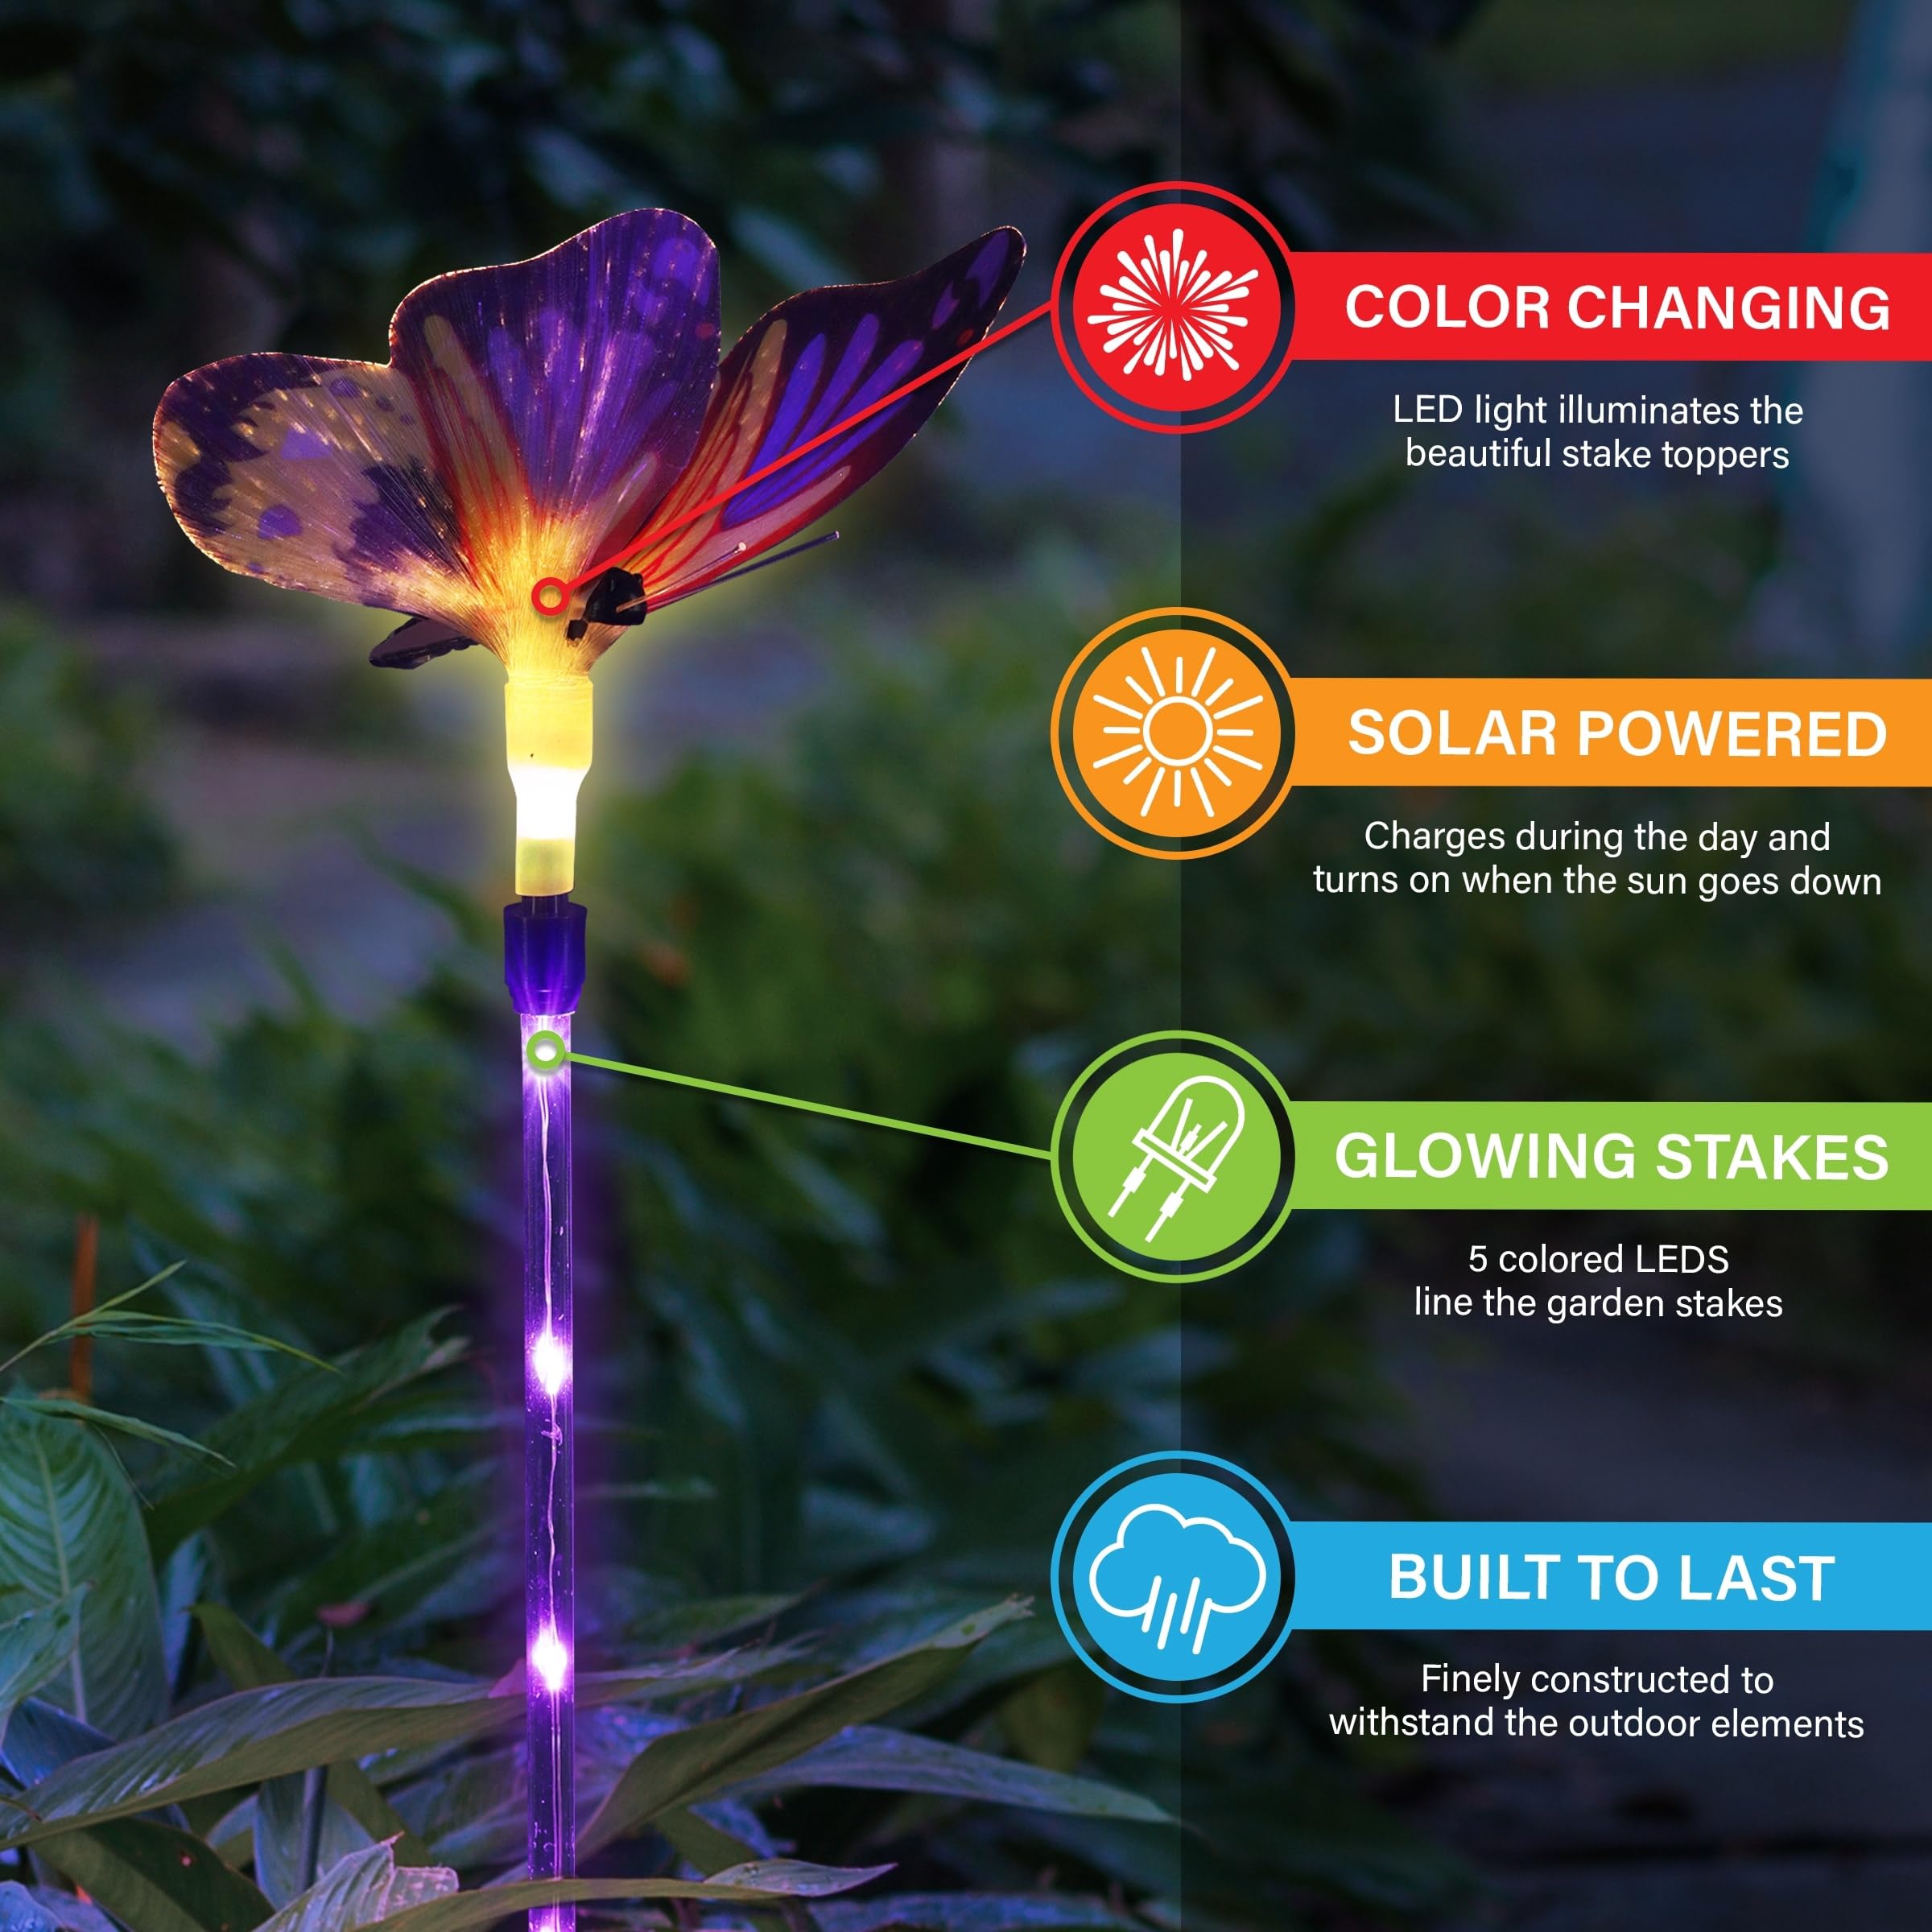 COLOR CHANGING
LED light illuminates the
beautiful stake toppers
SOLAR POWERED
Charges during the day and
turns on when the sun goes down
GLOWING STAKES
5 colored LEDS
line the garden stakes
BUILT TO LAST
Finely constructed to
withstand the outdoor elements